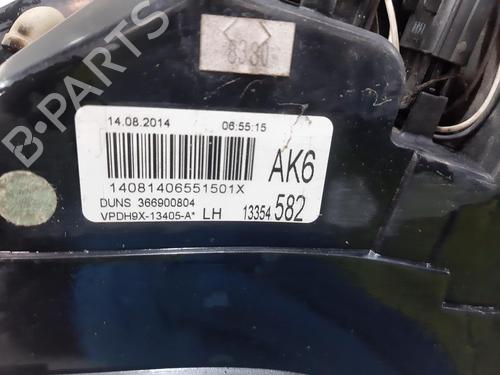 8380
14.08.2014 06:55:15
14081406551501X
AK6
DUNS 366900804
VPDH9X-13405-A* LH 13354 582
B-PARTS